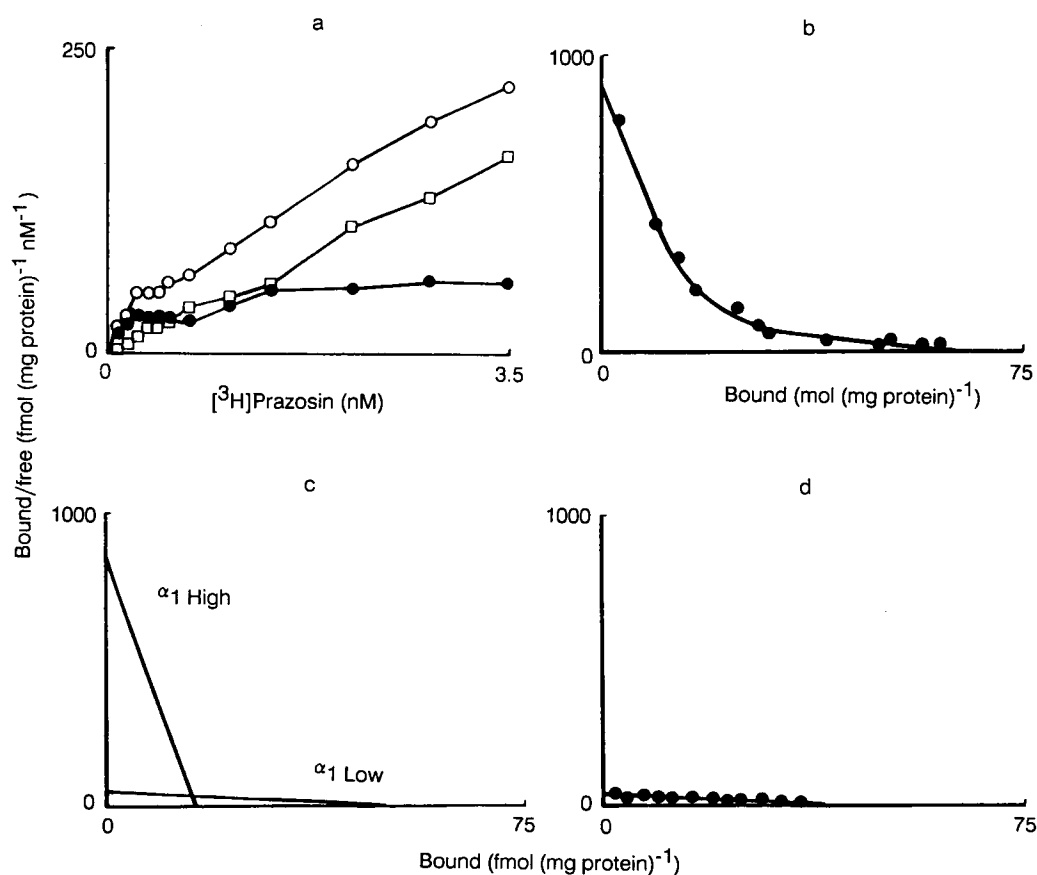 a
250
0
0
3.5
[³H]Prazosin (nM)
b
1000
0
0
75
Bound (mol (mg protein)⁻¹)
Bound/free (fmol (mg protein)⁻¹ nM⁻¹)
c
1000
α1 High
α1 Low
0
0
75
d
1000
0
0
75
Bound (fmol (mg protein)⁻¹)